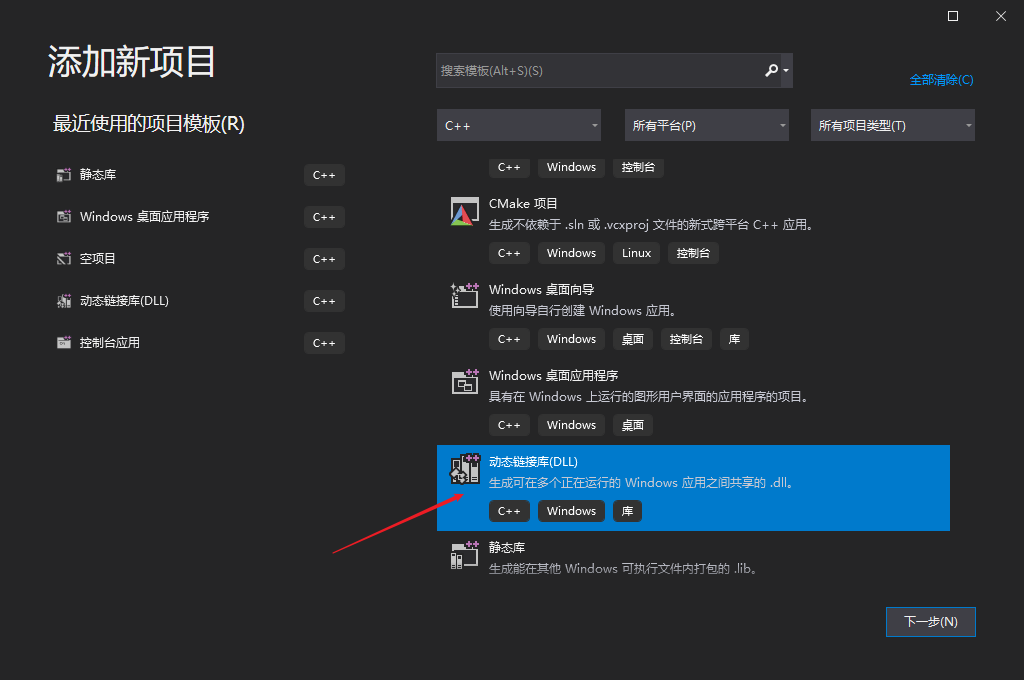 添加新项目
最近使用的项目模板(R)
静态库 C++
Windows 桌面应用程序 C++
空项目 C++
动态链接库(DLL) C++
控制台应用 C++
搜索模板(Alt+S)(S)
全部清除(C)
C++ 所有平台(P) 所有项目类型(T)
C++ Windows 控制台
CMake 项目
生成不依赖于 .sln 或 .vcxproj 文件的新式跨平台 C++ 应用。
C++ Windows Linux 控制台
Windows 桌面向导
使用向导自行创建 Windows 应用。
C++ Windows 桌面 控制台 库
Windows 桌面应用程序
具有在 Windows 上运行的图形用户界面的应用程序的项目。
C++ Windows 桌面
动态链接库(DLL)
生成可在多个正在运行的 Windows 应用之间共享的 .dll。
C++ Windows 库
静态库
生成能在其他 Windows 可执行文件内打包的 .lib。
下一步(N)